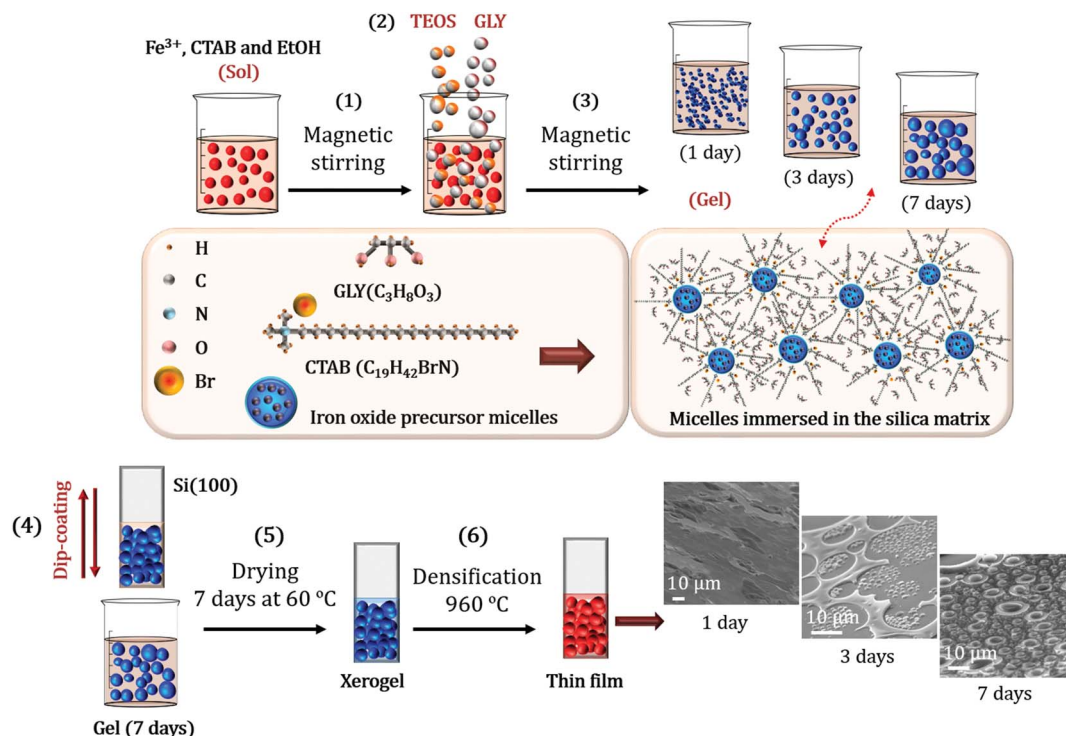 Fe³⁺, CTAB and EtOH
(Sol)
(1)
Magnetic
stirring
(2)
TEOS GLY
(3)
Magnetic
stirring
(1 day)
(3 days)
(7 days)
(Gel)
H
C
N
O
Br
GLY(C₃H₈O₃)
CTAB (C₁₉H₄₂BrN)
Iron oxide precursor micelles
Micelles immersed in the silica matrix
(4)
Dip-coating
Si(100)
Gel (7 days)
(5)
Drying
7 days at 60 ºC
Xerogel
(6)
Densification
960 ºC
Thin film
10 µm
1 day
10 µm
3 days
10 µm
7 days